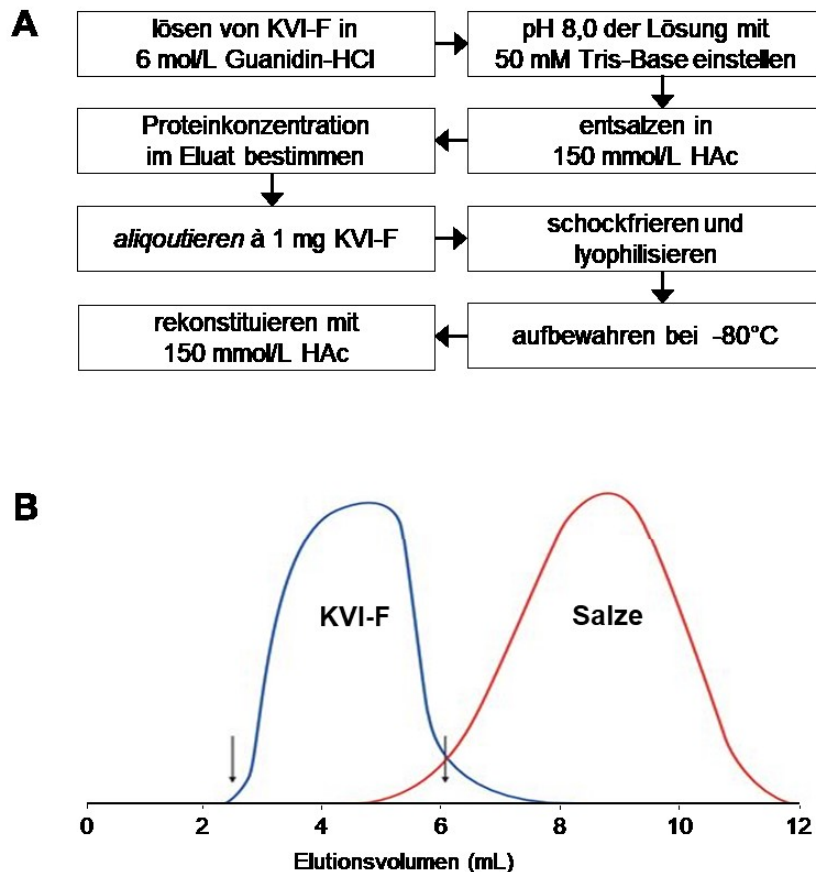 A
lösen von KVI-F in
6 mol/L Guanidin-HCl
pH 8,0 der Lösung mit
50 mM Tris-Base einstellen
entsalzen in
150 mmol/L HAc
Proteinkonzentration
im Eluat bestimmen
aliqoutieren à 1 mg KVI-F
schockfrieren und
lyophilisieren
aufbewahren bei -80°C
rekonstituieren mit
150 mmol/L HAc
B
KVI-F
Salze
0 2 4 6 8 10 12
Elutionsvolumen (mL)